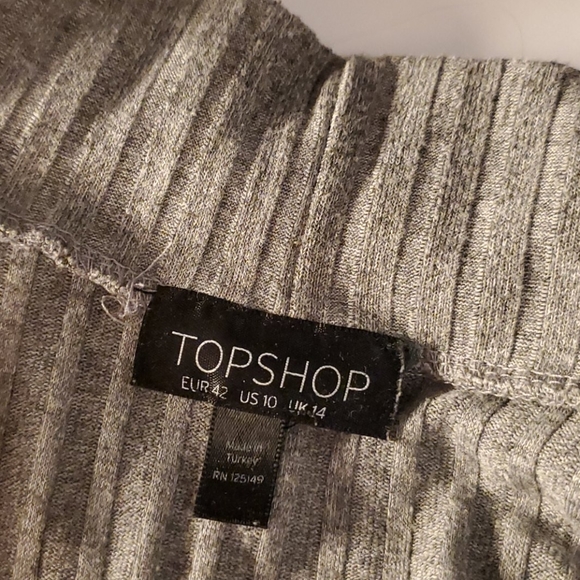 TOPSHOP
EUR 42 US 10 UK 14
Made in
Turkey
RN 125149